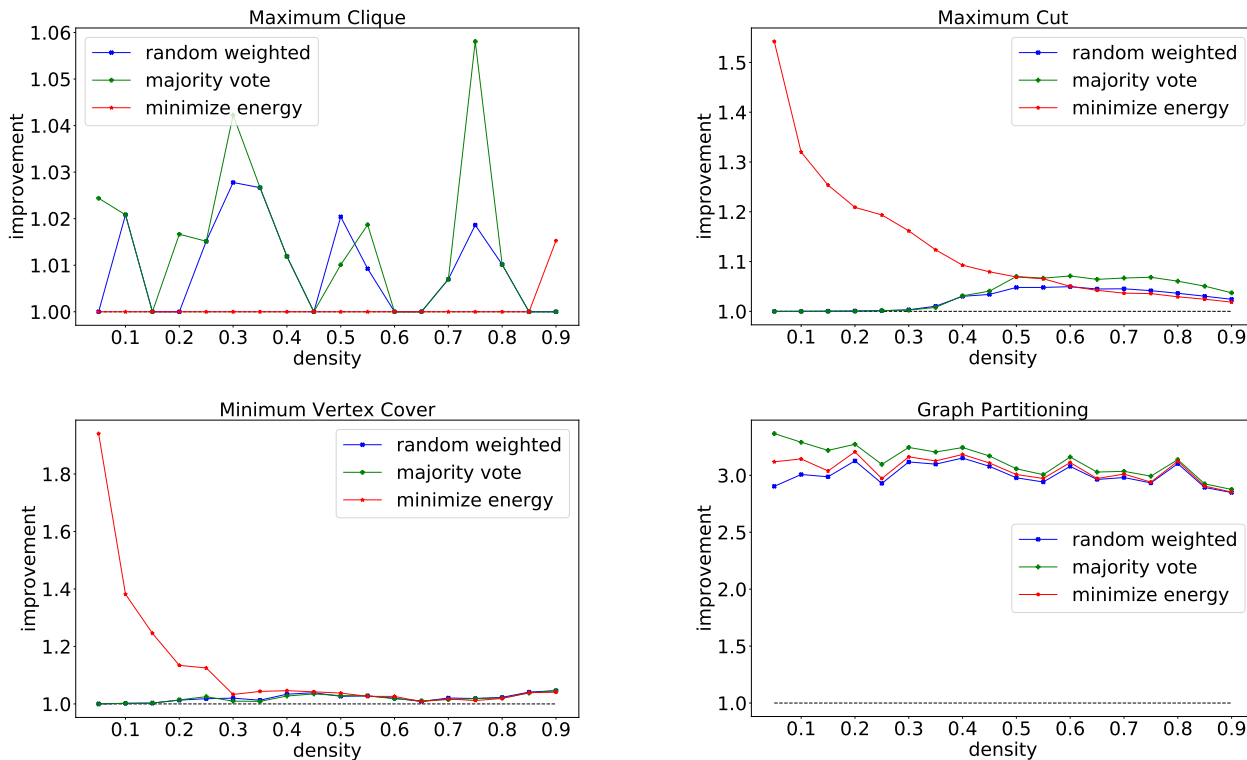 Maximum Clique
1.06
1.05
1.04
1.03
1.02
1.01
1.00
improvement
random weighted
majority vote
minimize energy
0.1 0.2 0.3 0.4 0.5 0.6 0.7 0.8 0.9
density
Maximum Cut
1.5
1.4
1.3
1.2
1.1
1.0
improvement
random weighted
majority vote
minimize energy
0.1 0.2 0.3 0.4 0.5 0.6 0.7 0.8 0.9
density
Minimum Vertex Cover
1.8
1.6
1.4
1.2
1.0
improvement
random weighted
majority vote
minimize energy
0.1 0.2 0.3 0.4 0.5 0.6 0.7 0.8 0.9
density
Graph Partitioning
3.0
2.5
2.0
1.5
1.0
improvement
random weighted
majority vote
minimize energy
0.1 0.2 0.3 0.4 0.5 0.6 0.7 0.8 0.9
density